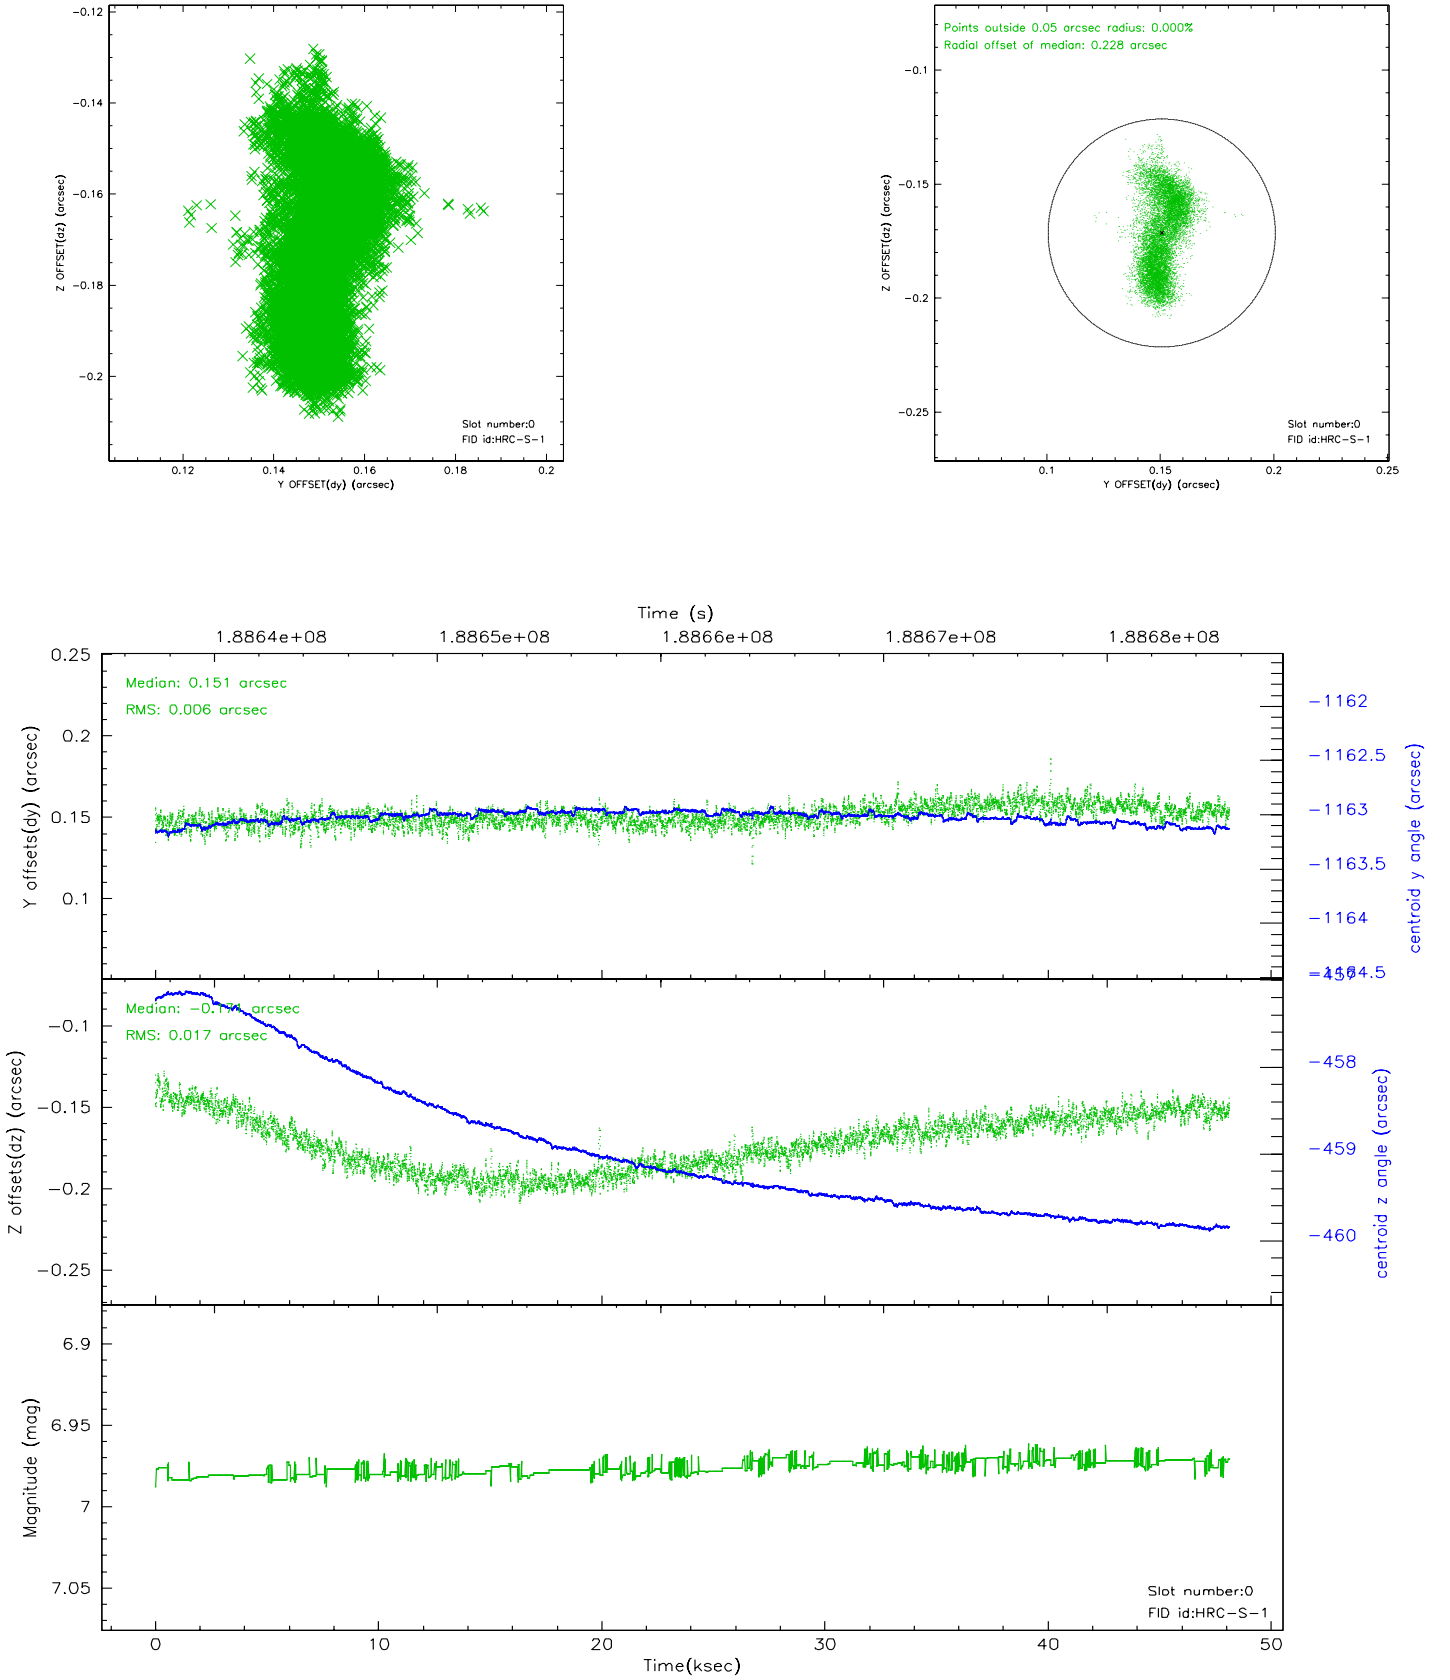 -0.12
-0.14
-0.16
-0.18
-0.2
Z OFFSET(dz) (arcsec)
0.12 0.14 0.16 0.18 0.2
Y OFFSET(dy) (arcsec)
Slot number:0
FID id:HRC-S-1
Points outside 0.05 arcsec radius: 0.000%
Radial offset of median: 0.228 arcsec
-0.1
-0.15
-0.2
-0.25
Z OFFSET(dz) (arcsec)
0.1 0.15 0.2 0.25
Y OFFSET(dy) (arcsec)
Slot number:0
FID id:HRC-S-1
Time (s)
1.8864e+08 1.8865e+08 1.8866e+08 1.8867e+08 1.8868e+08
0.25
0.2
0.15
0.1
Y offsets(dy) (arcsec)
Median: 0.151 arcsec
RMS: 0.006 arcsec
-1162
-1162.5
-1163
-1163.5
-1164
-1164.5
centroid y angle (arcsec)
-0.1
-0.15
-0.2
-0.25
Z offsets(dz) (arcsec)
Median: -0.171 arcsec
RMS: 0.017 arcsec
-457
-458
-459
-460
centroid z angle (arcsec)
6.9
6.95
7
7.05
Magnitude (mag)
Slot number:0
FID id:HRC-S-1
0 10 20 30 40 50
Time(ksec)